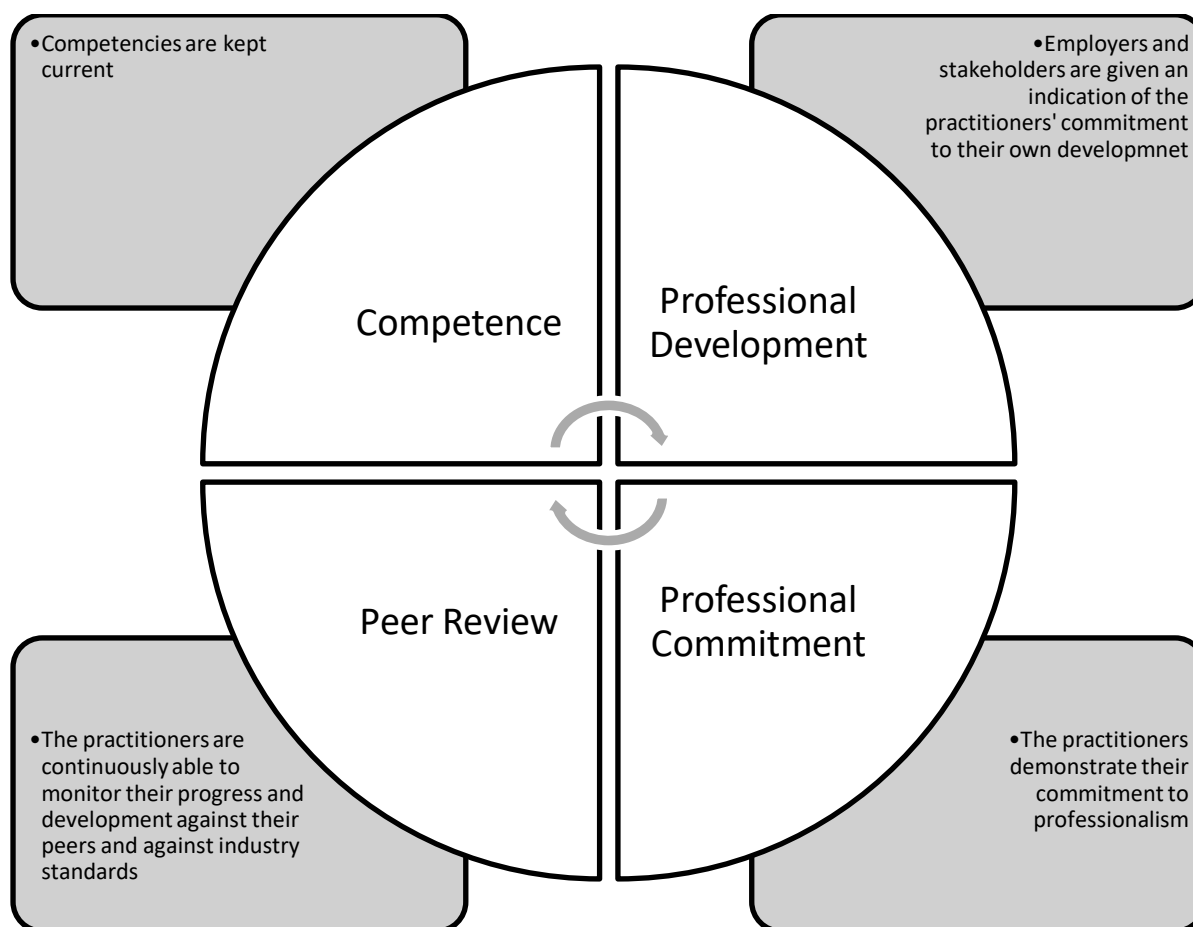 •Competencies are kept
current
•Employers and
stakeholders are given an
indication of the
practitioners' commitment
to their own developmnet
Competence
Professional
Development
Peer Review
Professional
Commitment
•The practitioners are
continuously able to
monitor their progress and
development against their
peers and against industry
standards
•The practitioners
demonstrate their
commitment to
professionalism